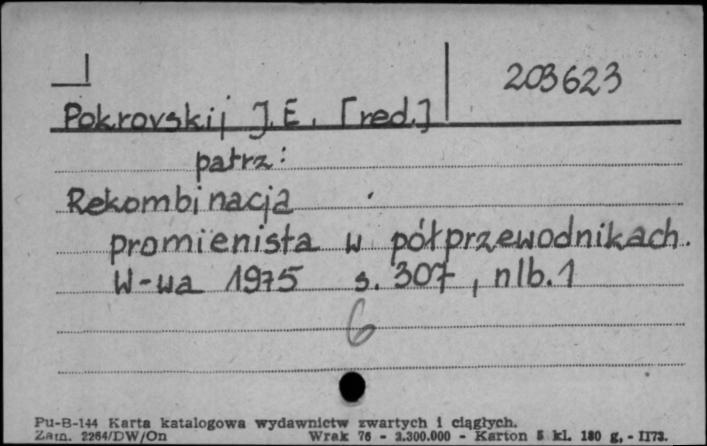 203623
Pokrovskij J.E. [red.]
patrz:
Rekombinacja
promienista w półprzewodnikach.
W-wa 1975 s. 307, nlb. 1
6
Pu-B-144 Karta katalogowa wydawnictw zwartych i ciągłych.
Zam. 2264/DW/On Wrak 76 - 2.300.000 - Karton 5 kl. 180 g, - II73.